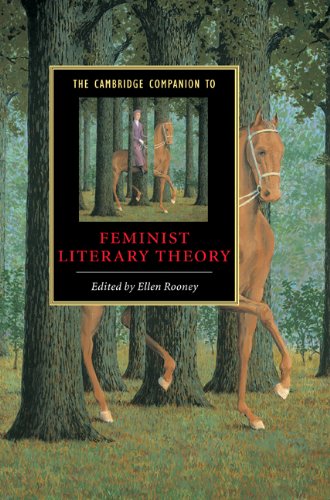 THE CAMBRIDGE COMPANION TO
FEMINIST
LITERARY THEORY
Edited by Ellen Rooney